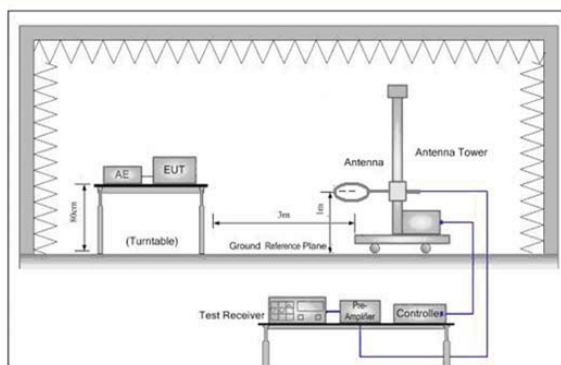 Antenna Tower
Antenna
AE
EUT
80cm
(Turntable)
3m
1m
Ground Reference Plane
Test Receiver
Pre-
Amplifier
Controller